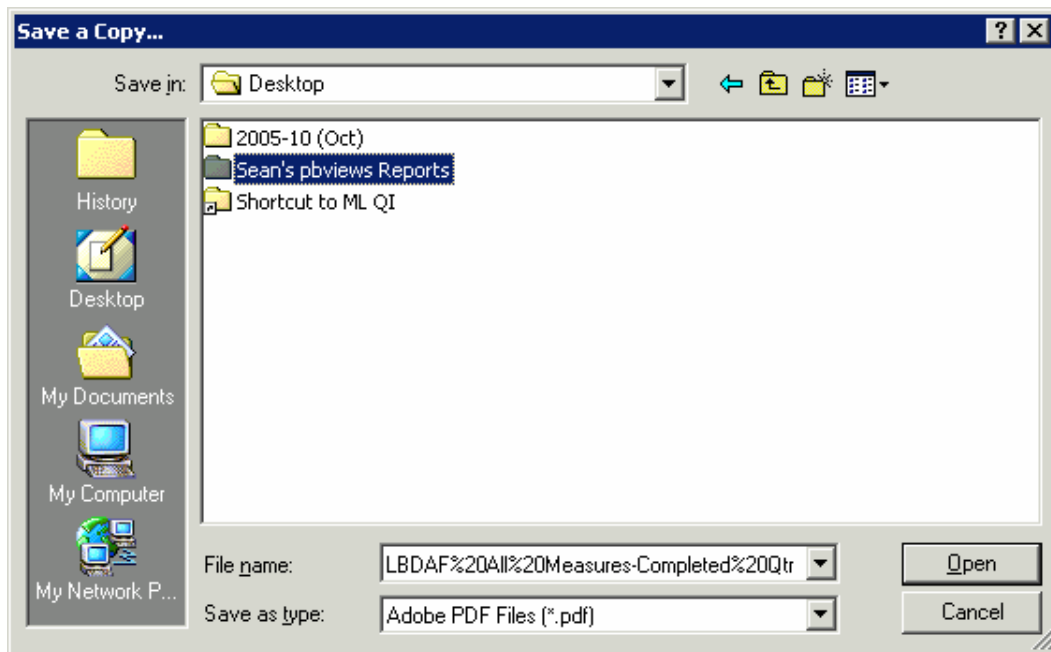 Save a Copy...
Save in: Desktop
2005-10 (Oct)
Sean's pbviews Reports
Shortcut to ML QI
History
Desktop
My Documents
My Computer
My Network P...
File name: LBDAF%20All%20Measures-Completed%20Qtr Open
Save as type: Adobe PDF Files (*.pdf) Cancel